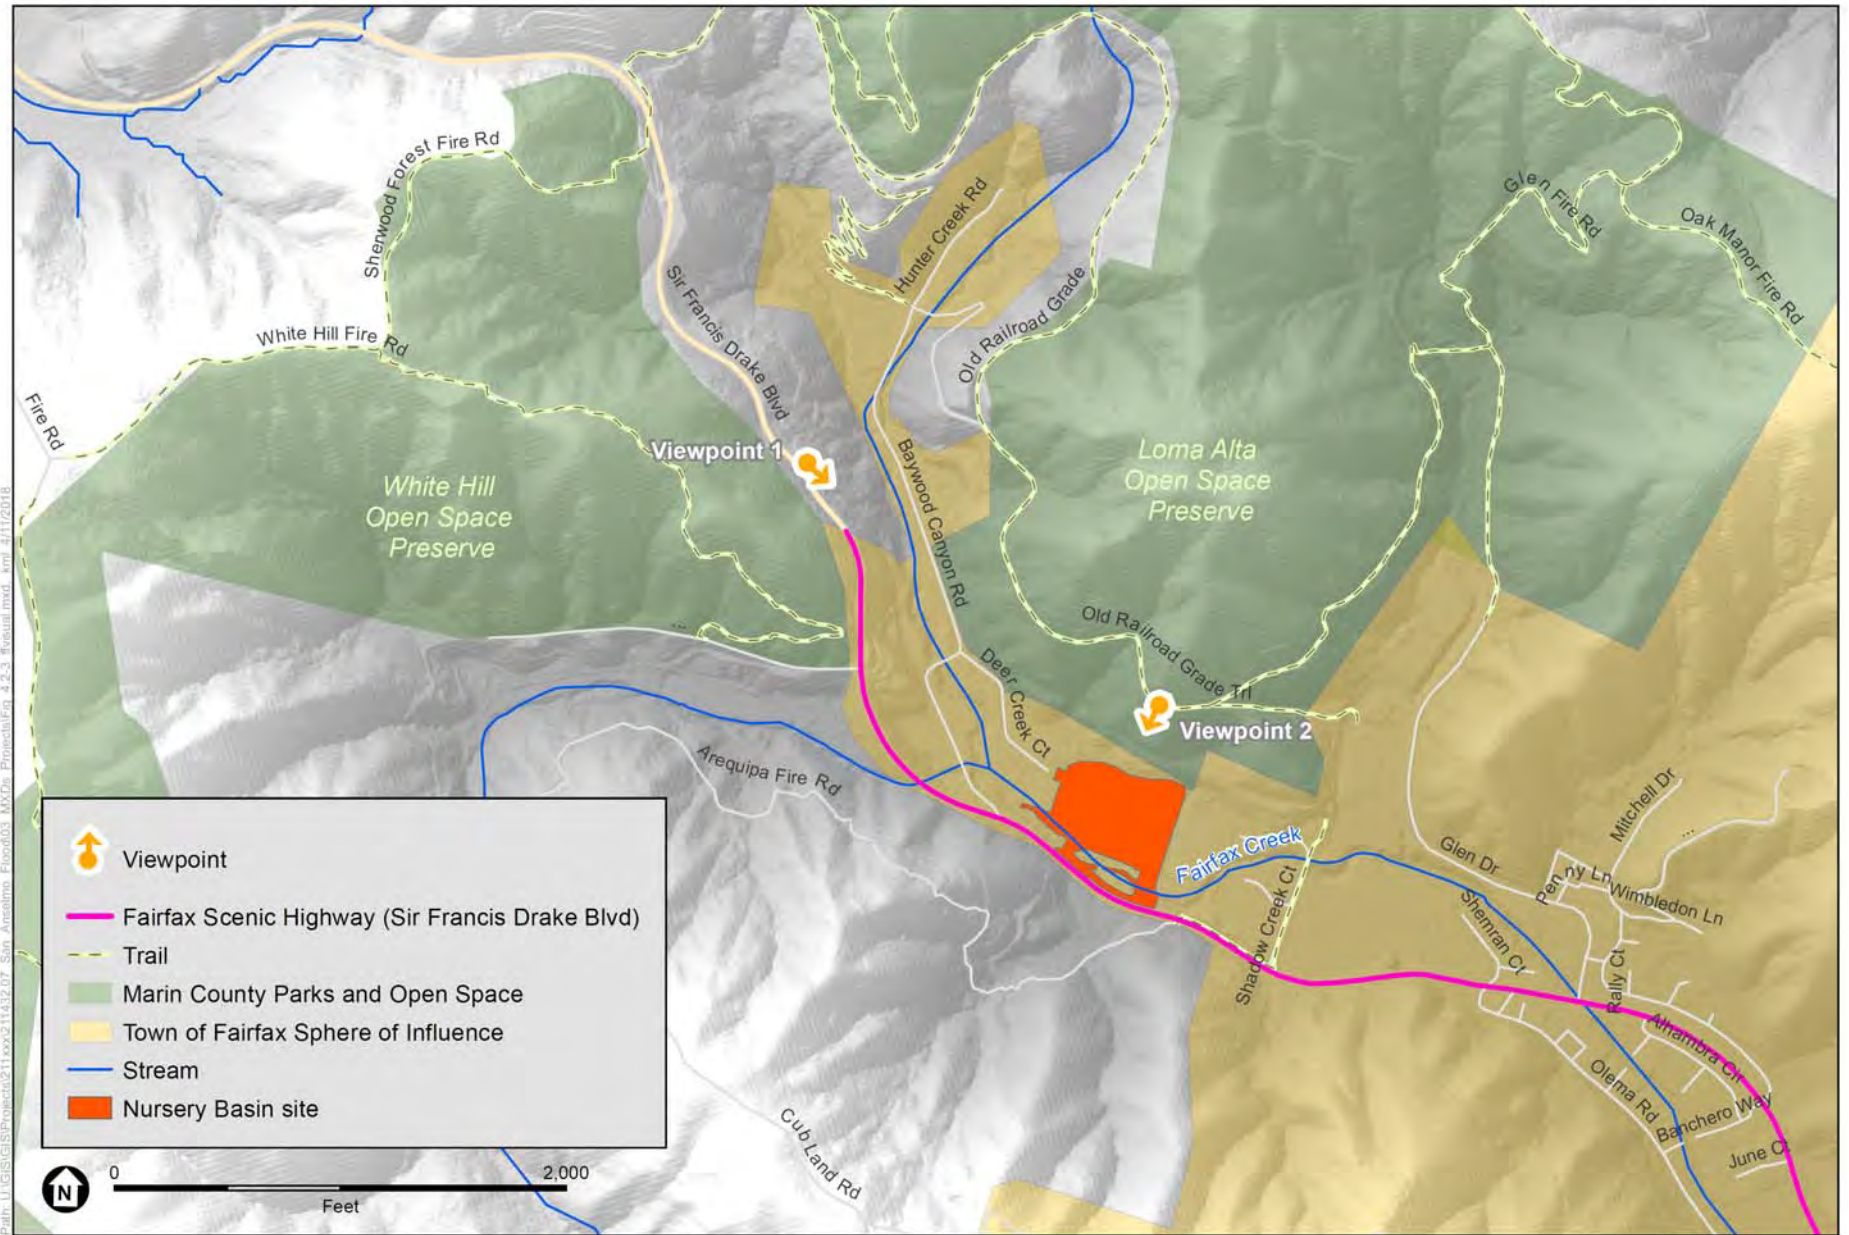 Sherwood Forest Fire Rd
White Hill Fire Rd
Fire Rd
Sir Francis Drake Blvd
Hunter Creek Rd
Old Railroad Grade
Glen Fire Rd
Oak Manor Fire Rd
Viewpoint 1
White Hill
Open Space
Preserve
Baywood Canyon Rd
Loma Alta
Open Space
Preserve
...
Deer Creek Ct
Old Railroad Grade Trl
Viewpoint 2
Arequipa Fire Rd
Fairfax Creek
Shadow Creek Ct
Glen Dr
Mitchell Dr
...
Penny Ln
Wimbledon Ln
Shemran Ct
Rally Ct
Alhambra Cir
Olema Rd
Banchero Way
June Ct
Cub Land Rd
Viewpoint
Fairfax Scenic Highway (Sir Francis Drake Blvd)
Trail
Marin County Parks and Open Space
Town of Fairfax Sphere of Influence
Stream
Nursery Basin site
N
0 2,000
Feet